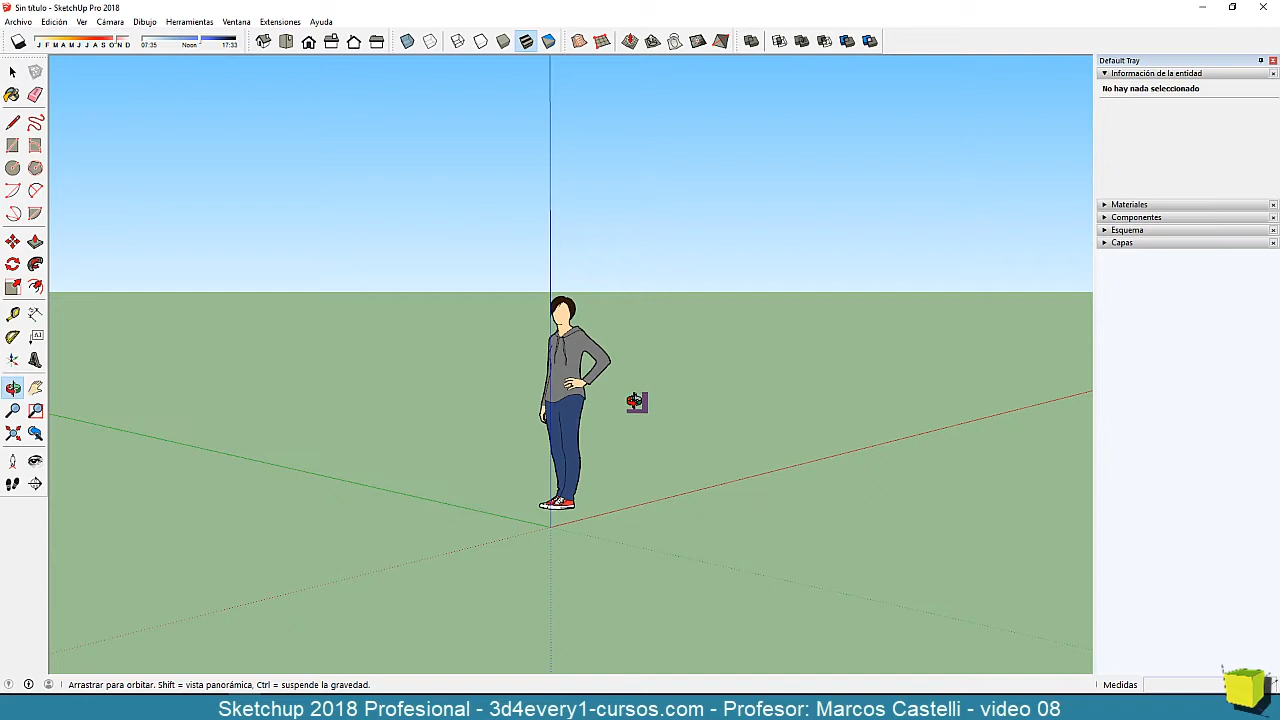 Sin título - SketchUp Pro 2018
Archivo Edición Ver Cámara Dibujo Herramientas Ventana Extensiones Ayuda
J F M A M J J A S O N D 07:35 Noon 17:33
Default Tray
Información de la entidad
No hay nada seleccionado
Materiales
Componentes
Esquema
Capas
Arrastrar para orbitar. Shift = vista panorámica, Ctrl = suspende la gravedad.
Medidas
Sketchup 2018 Profesional - 3d4every1-cursos.com - Profesor: Marcos Castelli - video 08